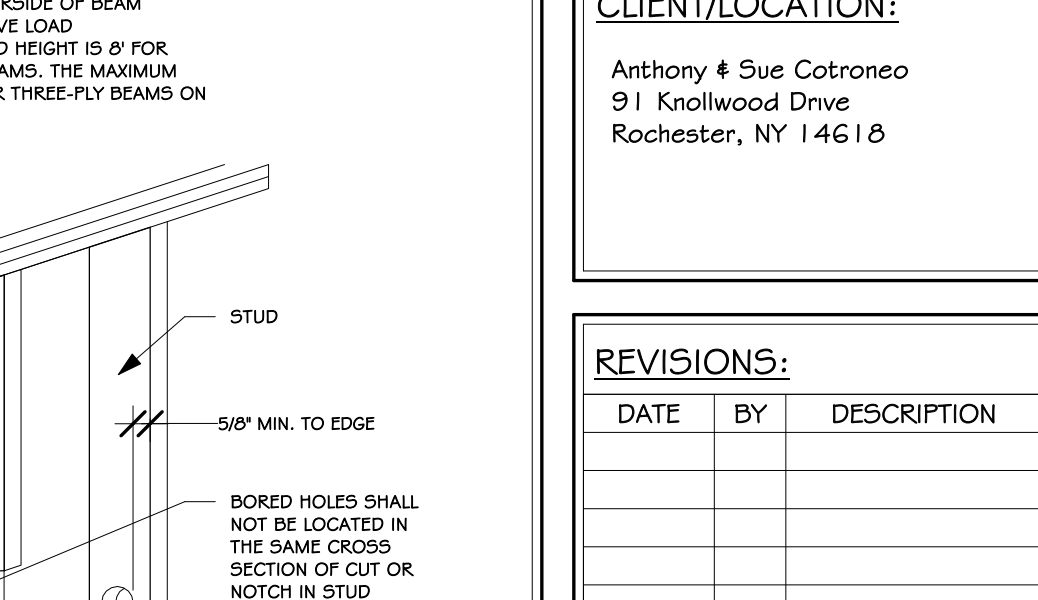 RSIDE OF BEAM
VE LOAD
HEIGHT IS 8' FOR
AMS. THE MAXIMUM
R THREE-PLY BEAMS ON
STUD
5/8" MIN. TO EDGE
BORED HOLES SHALL
NOT BE LOCATED IN
THE SAME CROSS
SECTION OF CUT OR
NOTCH IN STUD
CLIENT/LOCATION:
Anthony & Sue Cotroneo
91 Knollwood Drive
Rochester, NY 14618
REVISIONS:
DATE BY DESCRIPTION